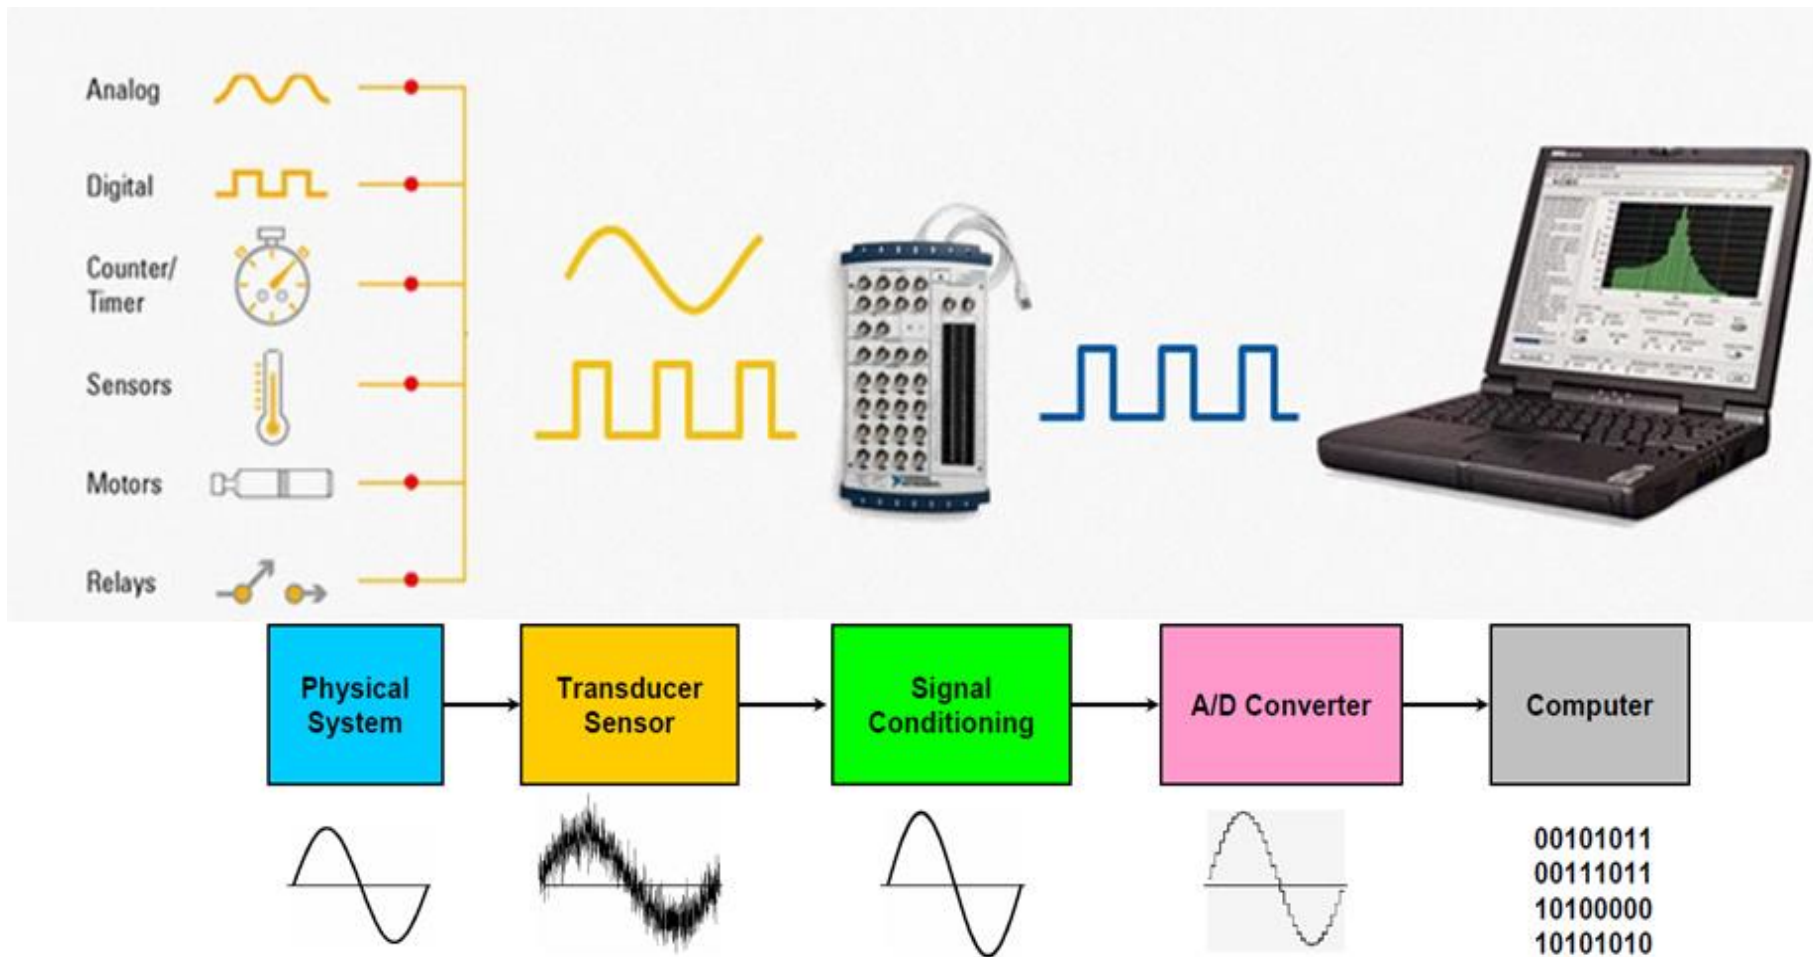 Analog
Digital
Counter/
Timer
Sensors
Motors
Relays
Physical
System
Transducer
Sensor
Signal
Conditioning
A/D Converter
Computer
00101011
00111011
10100000
10101010